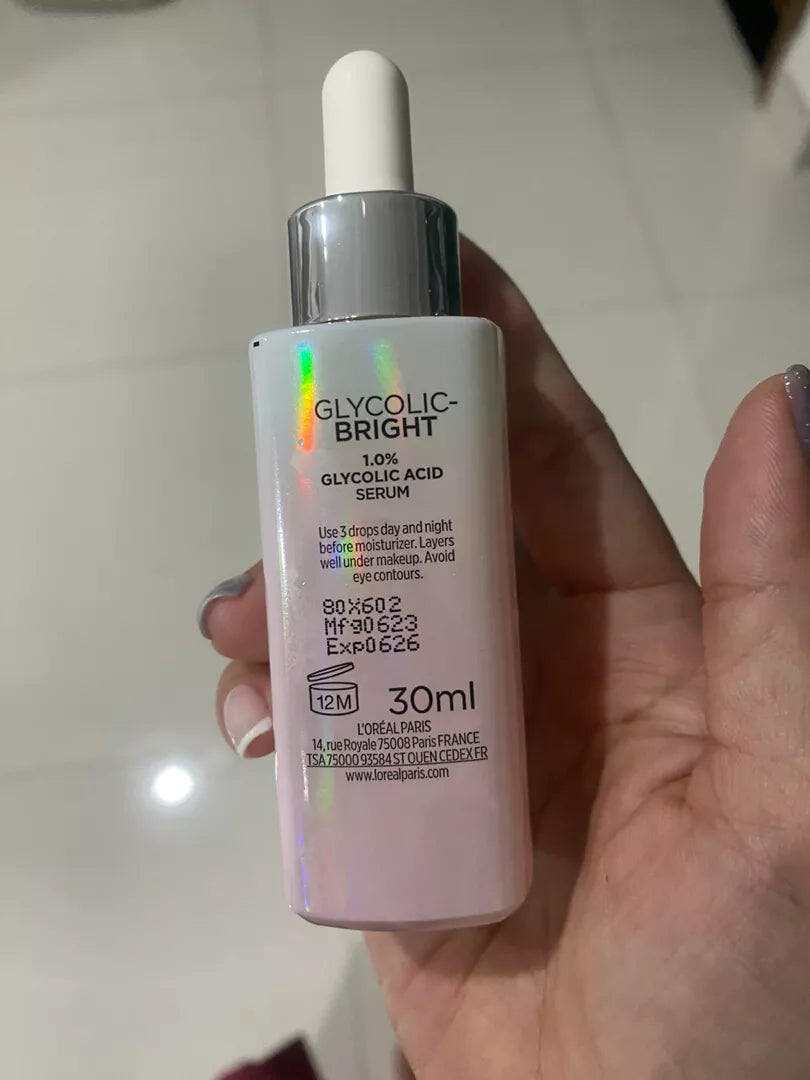 GLYCOLIC-
BRIGHT
1.0%
GLYCOLIC ACID
SERUM
Use 3 drops day and night
before moisturizer. Layers
well under makeup. Avoid
eye contours.
80X602
Mfg0623
Exp0626
12M
30ml
L'ORÉAL PARIS
14, rue Royale 75008 Paris FRANCE
TSA 75000 93584 ST OUEN CEDEX FR
www.lorealparis.com